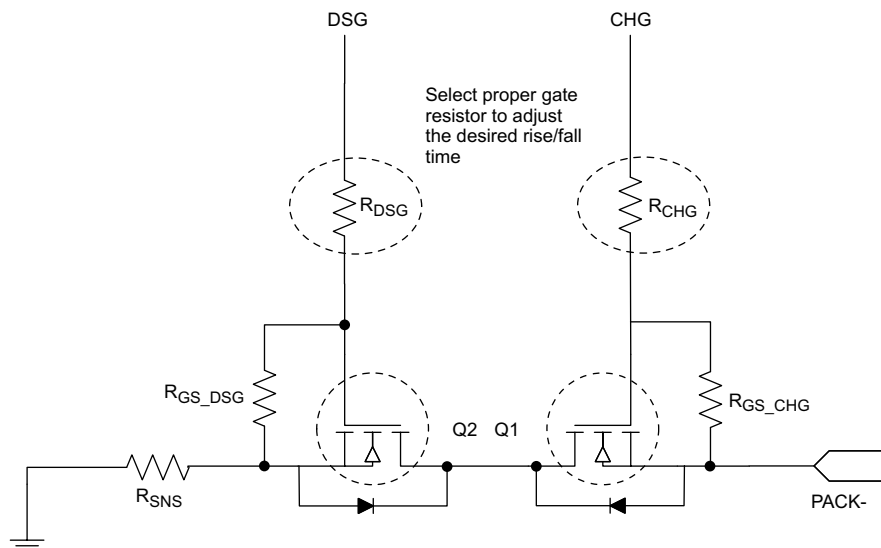 DSG
CHG
Select proper gate
resistor to adjust
the desired rise/fall
time
RDSG
RCHG
RGS_DSG
RGS_CHG
Q2 Q1
RSNS
PACK-